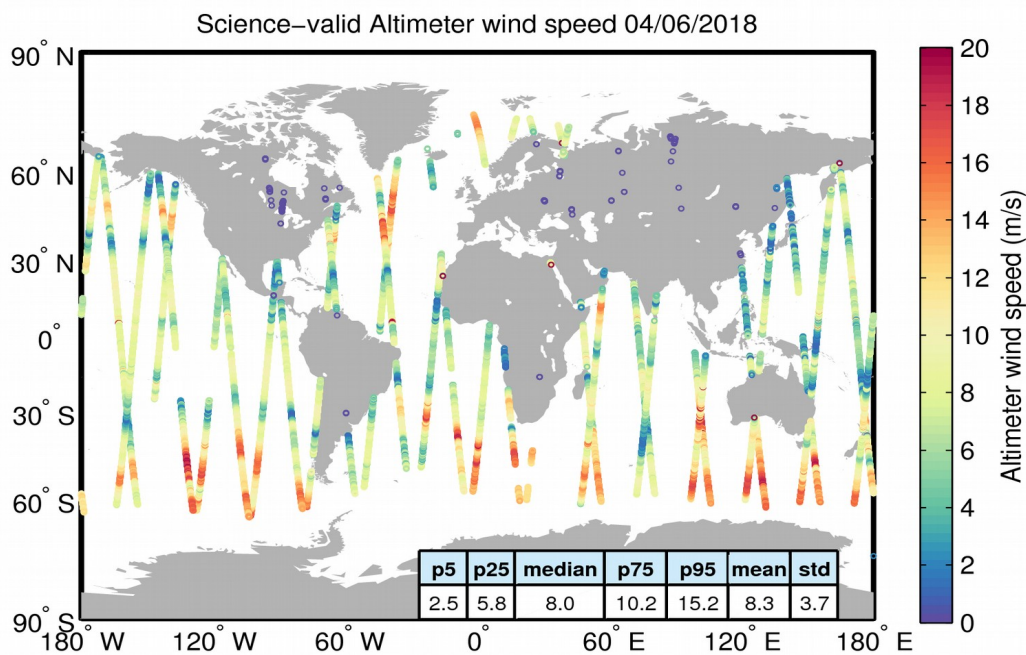 Science-valid Altimeter wind speed 04/06/2018
90° N
60° N
30° N
0°
30° S
60° S
90° S
180° W
120° W
60° W
0°
60° E
120° E
180° E
p5 p25 median p75 p95 mean std
2.5 5.8 8.0 10.2 15.2 8.3 3.7
20
18
16
14
12
10
8
6
4
2
0
Altimeter wind speed (m/s)